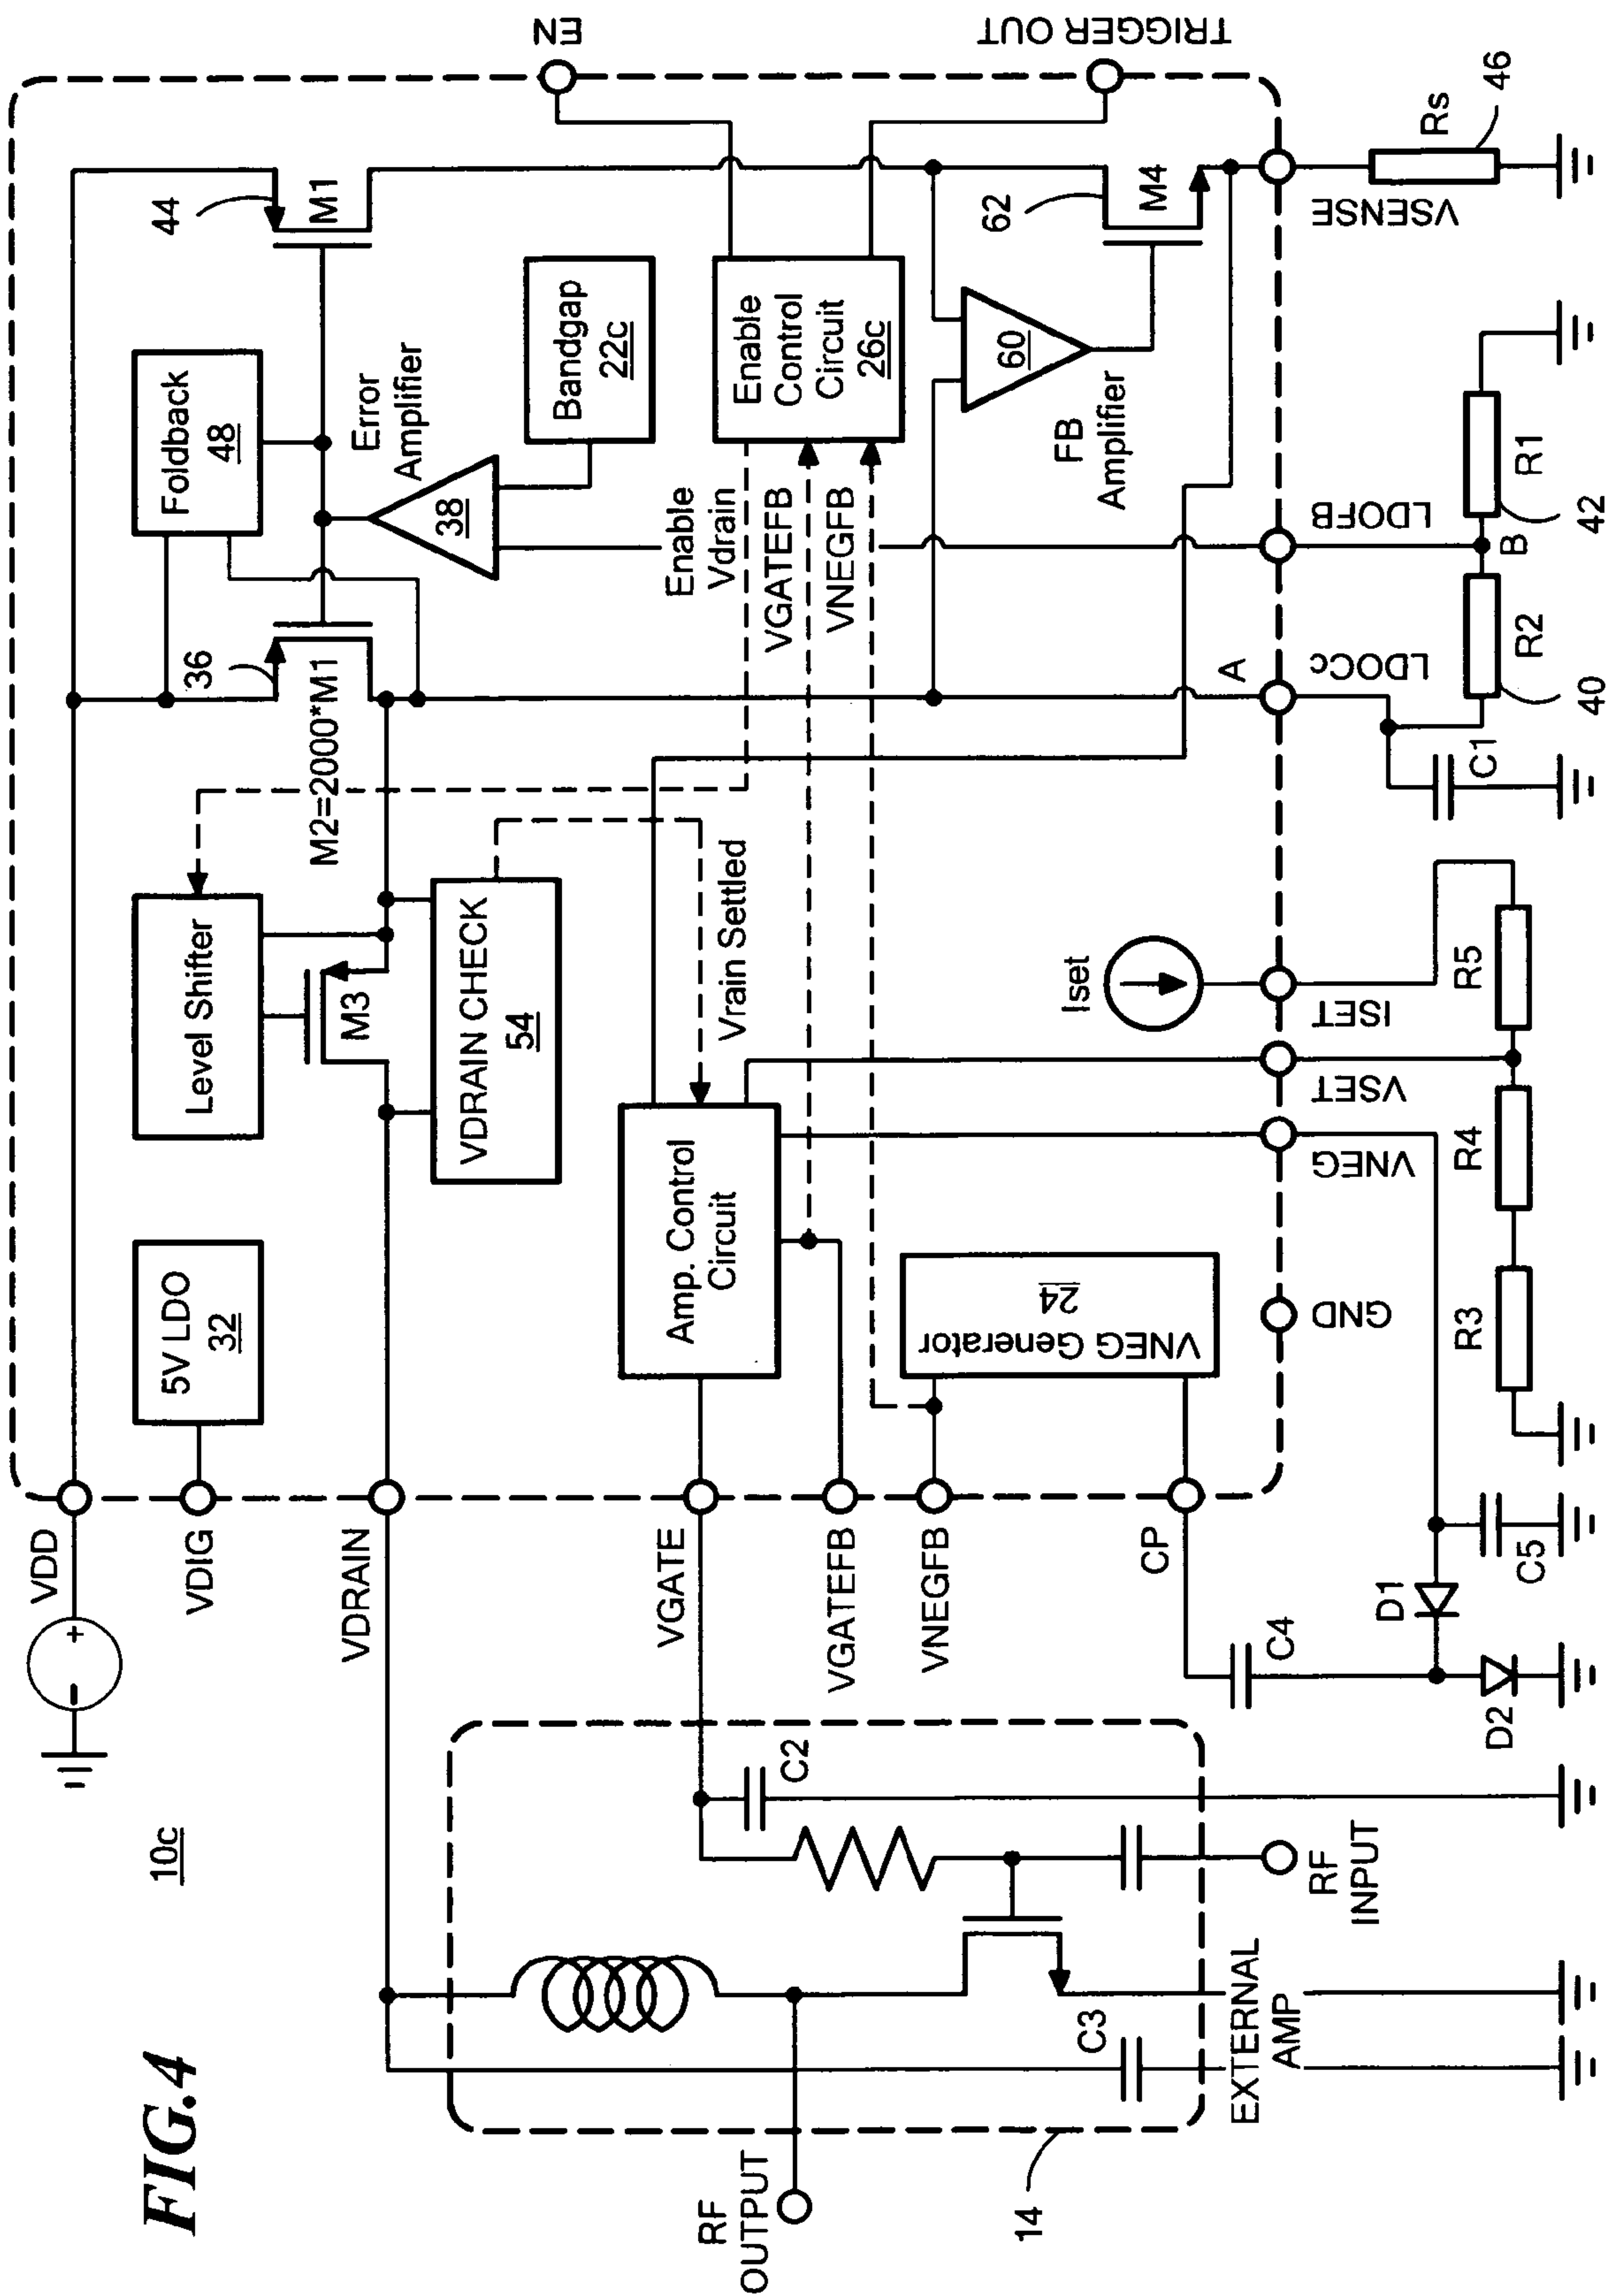 FIG.4
10c
VDD
VDIG
VDRAIN
VGATE
VGATEFB
VNEGFB
CP
5V LDO
32
Level Shifter
M3
VDRAIN CHECK
54
M2=2000*M1
36
Foldback
48
44
M1
Error
Amplifier
38
Bandgap
22c
EN
TRIGGER OUT
Enable
Vdrain
VGATEFB
VNEGFB
Enable
Control
Circuit
26c
Vrain Settled
Amp. Control
Circuit
VNEG Generator
24
Iset
60
FB
Amplifier
62
M4
A
GND
VNEG
VSET
ISET
LDOCc
LDOFB
VSENSE
Rs
46
B
R1
42
R2
40
C1
R5
R4
R3
C5
D1
D2
C4
C2
C3
RF
INPUT
RF
OUTPUT
EXTERNAL
AMP
14
+
−